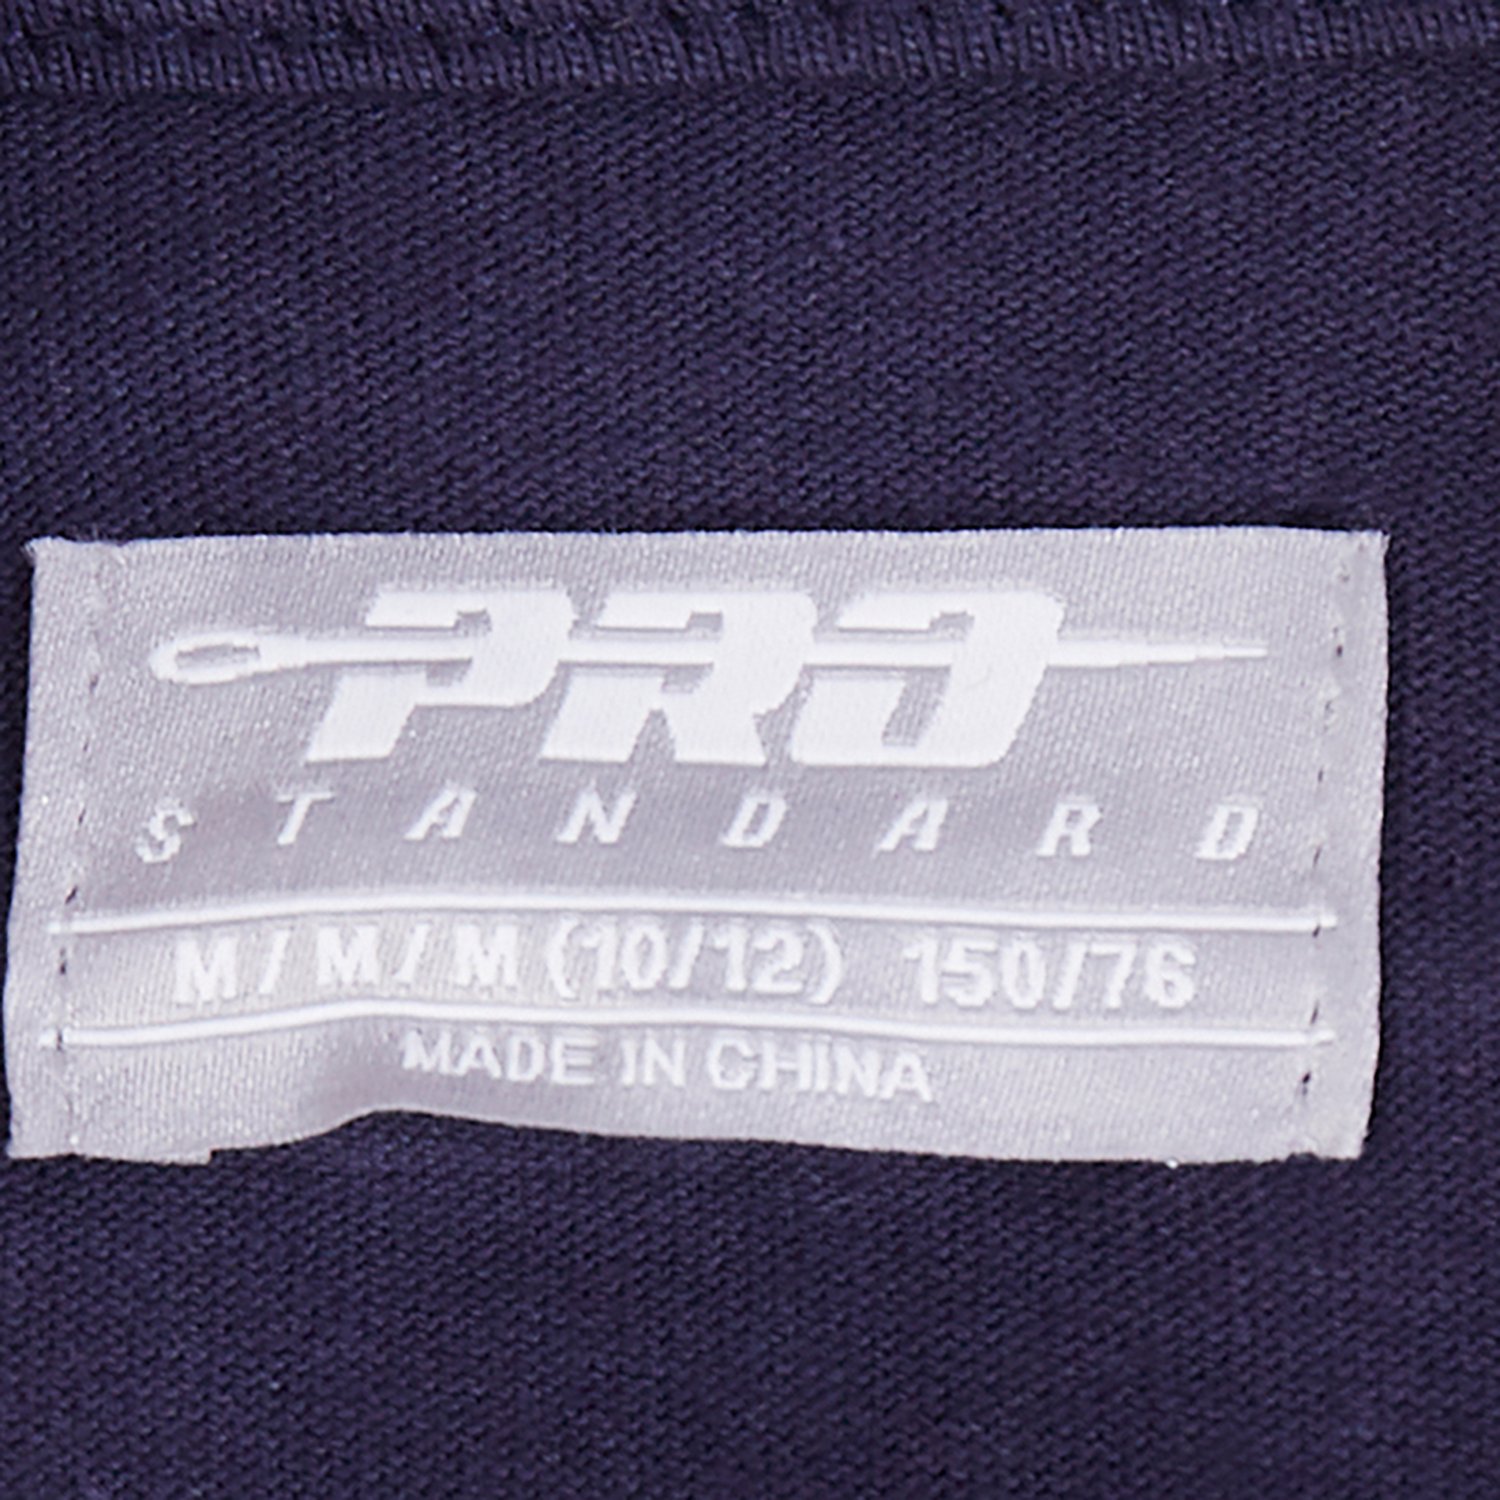 PRO
STANDARD
M/M/M(10/12) 150/76
MADE IN CHINA